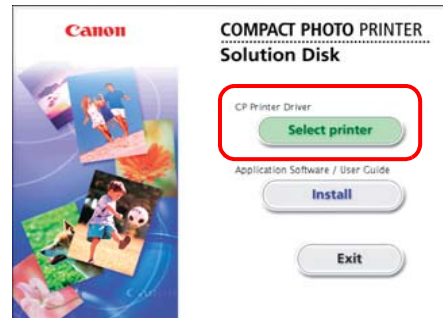 Canon
COMPACT PHOTO PRINTER
Solution Disk
CP Printer Driver
Select printer
Application Software / User Guide
Install
Exit